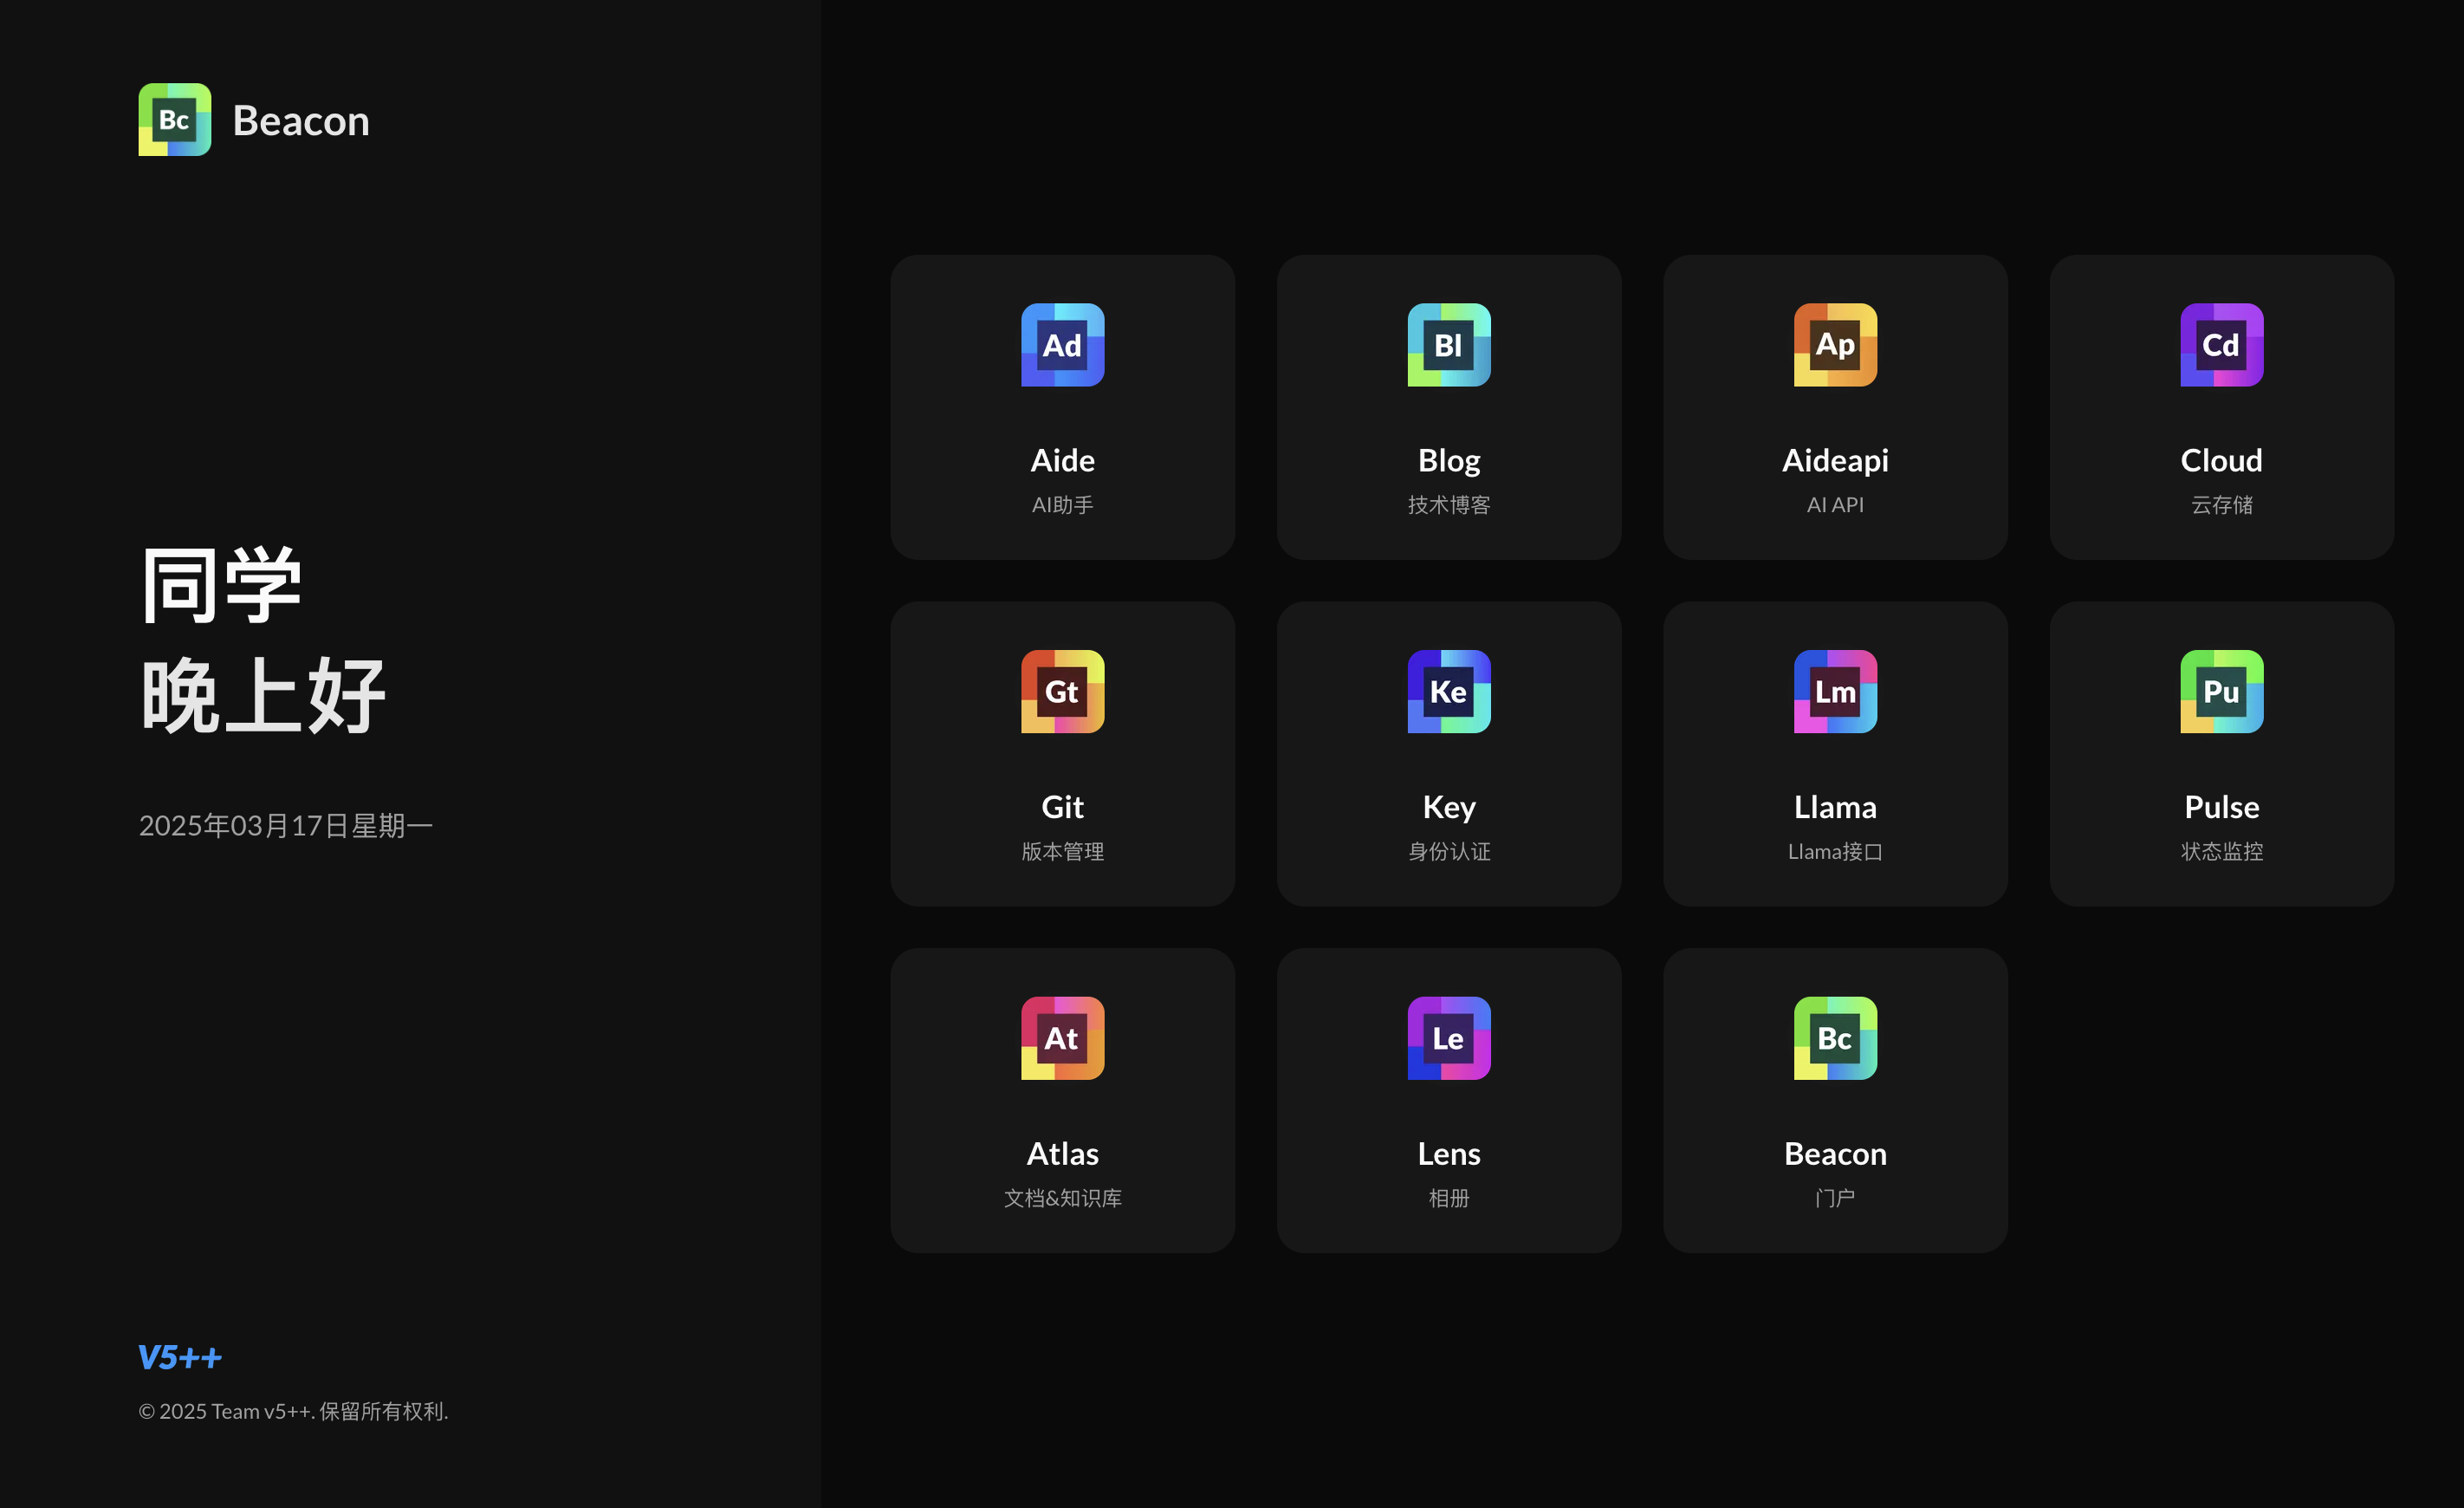 Bc
Beacon
同学
晚上好
2025年03月17日星期一
V5++
© 2025 Team v5++. 保留所有权利.
Ad
Aide
AI助手
Bl
Blog
技术博客
Ap
Aideapi
AI API
Cd
Cloud
云存储
Gt
Git
版本管理
Ke
Key
身份认证
Lm
Llama
Llama接口
Pu
Pulse
状态监控
At
Atlas
文档&知识库
Le
Lens
相册
Bc
Beacon
门户